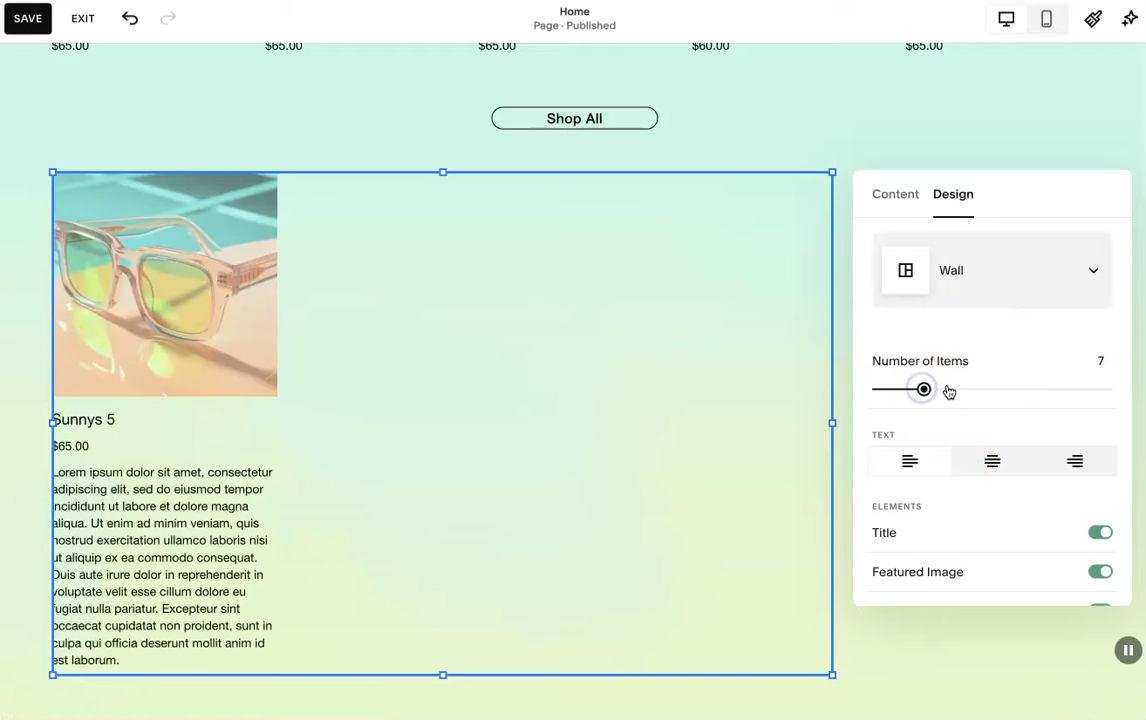 SAVE
EXIT
Home
Page · Published
$65.00
$65.00
$65.00
$60.00
$65.00
Shop All
Content
Design
Wall
Number of Items
7
TEXT
ELEMENTS
Title
Featured Image
Sunnys 5
$65.00
Lorem ipsum dolor sit amet, consectetur
adipiscing elit, sed do eiusmod tempor
incididunt ut labore et dolore magna
aliqua. Ut enim ad minim veniam, quis
nostrud exercitation ullamco laboris nisi
ut aliquip ex ea commodo consequat.
Duis aute irure dolor in reprehenderit in
voluptate velit esse cillum dolore eu
fugiat nulla pariatur. Excepteur sint
occaecat cupidatat non proident, sunt in
culpa qui officia deserunt mollit anim id
est laborum.